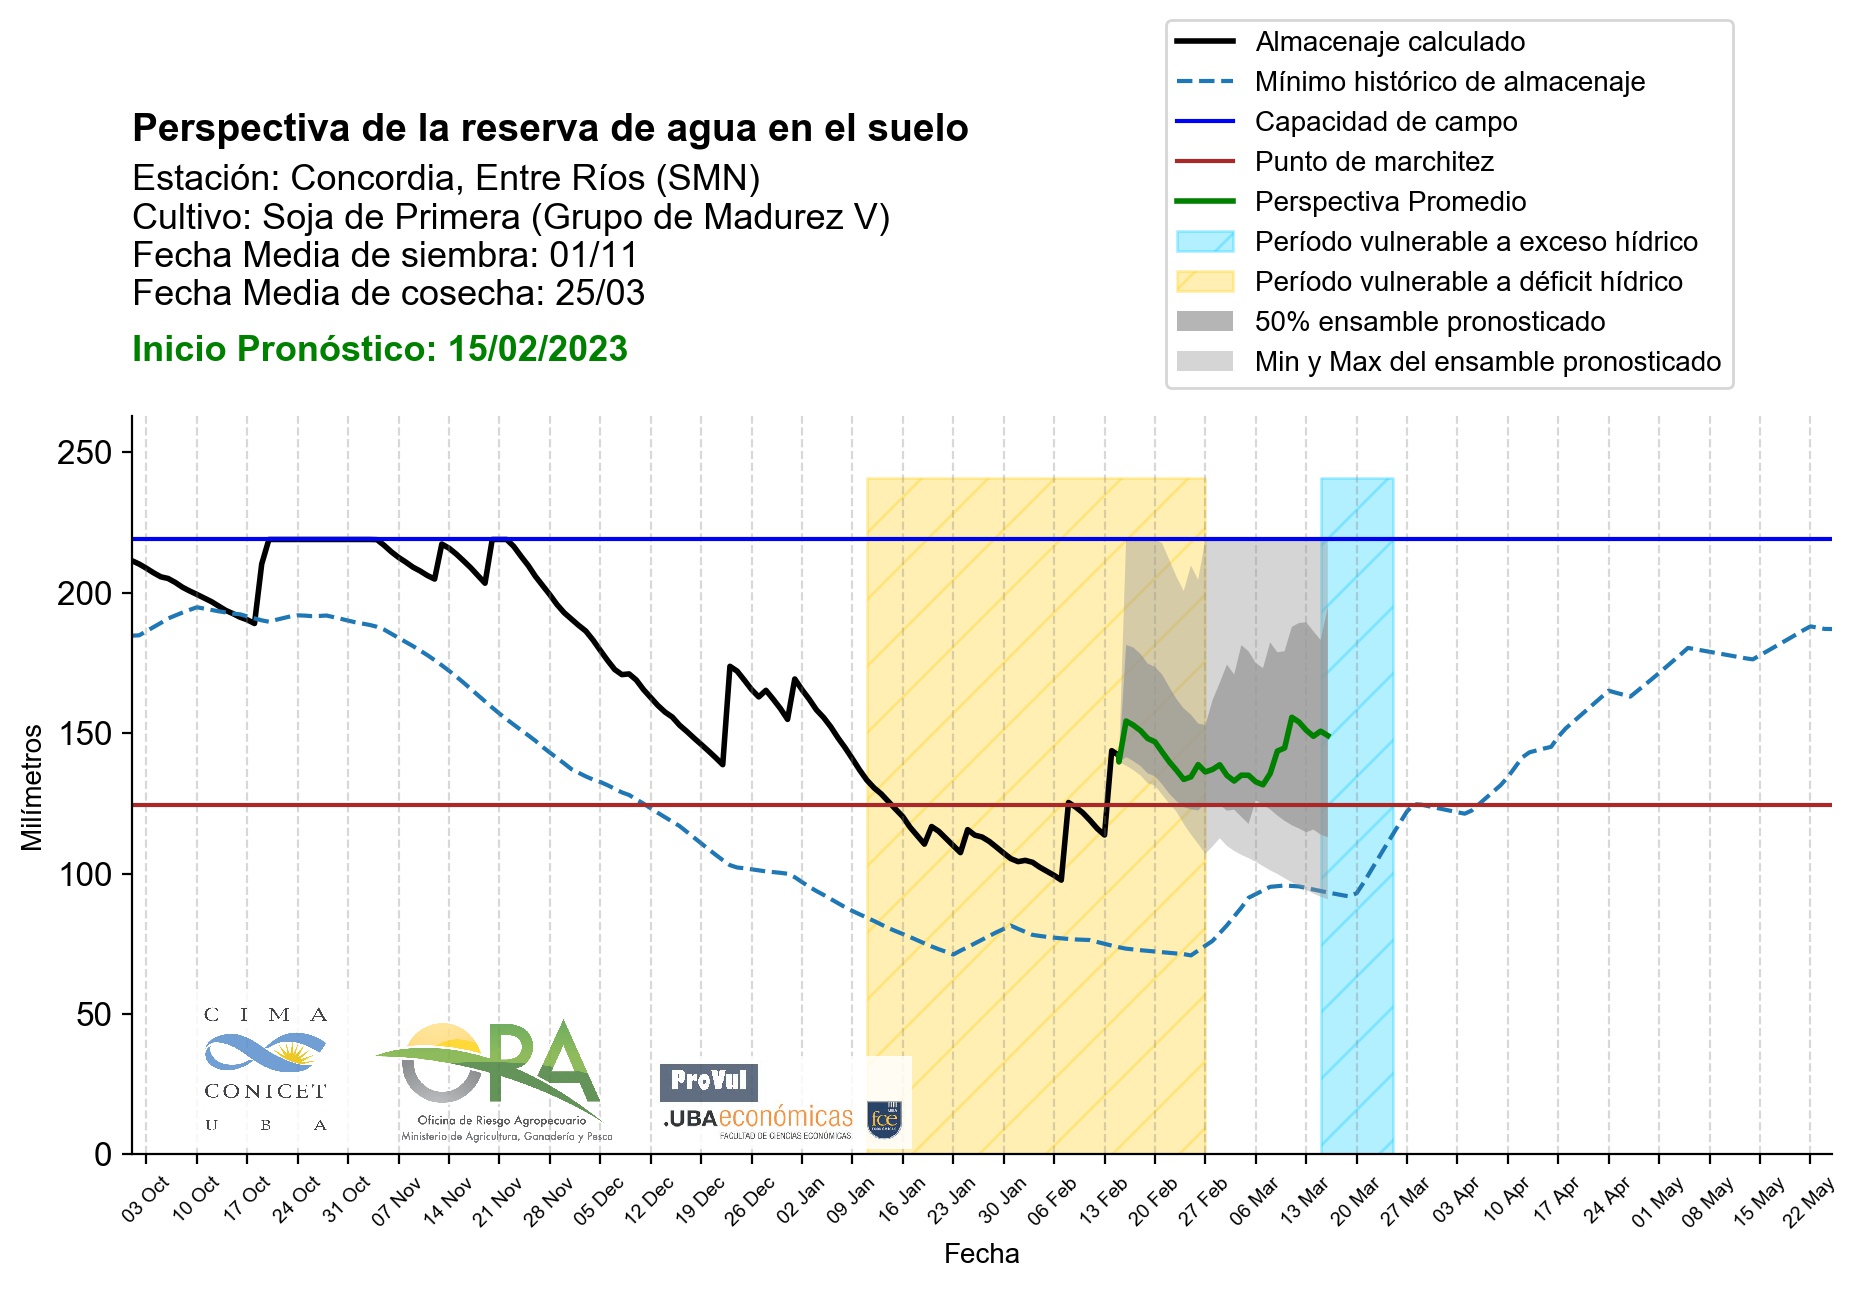 Almacenaje calculado
Mínimo histórico de almacenaje
Capacidad de campo
Punto de marchitez
Perspectiva Promedio
Período vulnerable a exceso hídrico
Período vulnerable a déficit hídrico
50% ensamble pronosticado
Min y Max del ensamble pronosticado
Perspectiva de la reserva de agua en el suelo
Estación: Concordia, Entre Ríos (SMN)
Cultivo: Soja de Primera (Grupo de Madurez V)
Fecha Media de siembra: 01/11
Fecha Media de cosecha: 25/03
Inicio Pronóstico: 15/02/2023
250
200
150
100
50
0
Milímetros
CIMA
CONICET
UBA
ORA
Oficina de Riesgo Agropecuario
Ministerio de Agricultura, Ganadería y Pesca
ProVul
.UBAeconómicas
FACULTAD DE CIENCIAS ECONÓMICAS
UBA
fce
ECONÓMICAS
03 Oct
10 Oct
17 Oct
24 Oct
31 Oct
07 Nov
14 Nov
21 Nov
28 Nov
05 Dec
12 Dec
19 Dec
26 Dec
02 Jan
09 Jan
16 Jan
23 Jan
30 Jan
06 Feb
13 Feb
20 Feb
27 Feb
06 Mar
13 Mar
20 Mar
27 Mar
03 Apr
10 Apr
17 Apr
24 Apr
01 May
08 May
15 May
22 May
Fecha